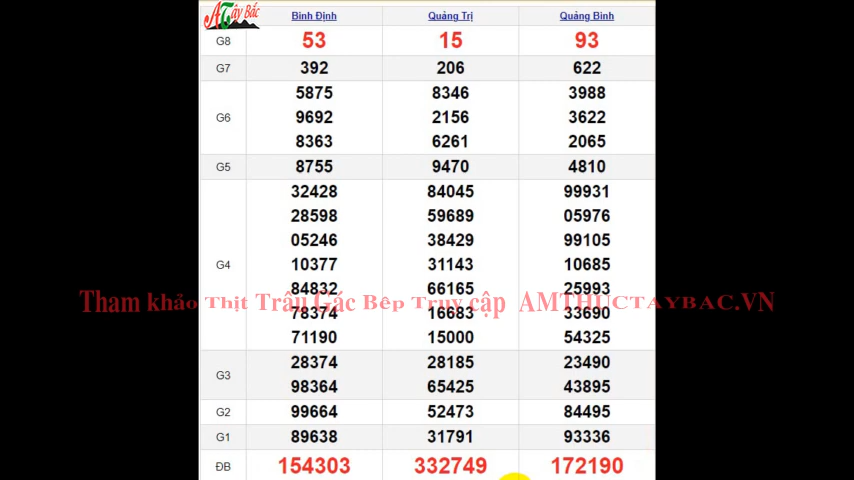 ATây Bắc
Bình Định Quảng Trị Quảng Bình
G8 53 15 93
G7 392 206 622
5875 8346 3988
G6 9692 2156 3622
8363 6261 2065
G5 8755 9470 4810
32428 84045 99931
28598 59689 05976
05246 38429 99105
G4 10377 31143 10685
84832 66165 25993
Tham khảo Thịt Trâu Gác Bếp Truy cập AMTHUCTAYBAC.VN
78374 16683 33690
71190 15000 54325
28374 28185 23490
G3
98364 65425 43895
G2 99664 52473 84495
G1 89638 31791 93336
ĐB 154303 332749 172190